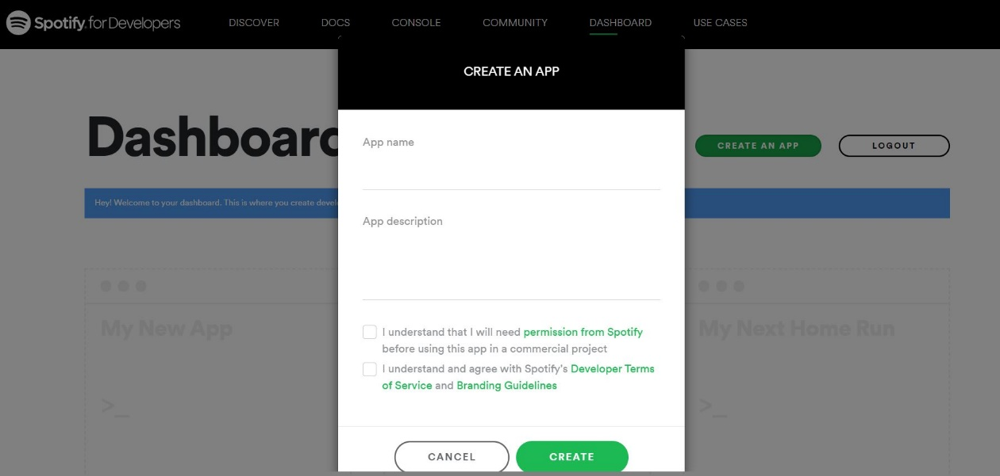 Spotify for Developers
DISCOVER
DOCS
CONSOLE
COMMUNITY
DASHBOARD
USE CASES
CREATE AN APP
Dashboard
CREATE AN APP
LOGOUT
Hey! Welcome to your dashboard. This is where you create
App name
App description
I understand that I will need permission from Spotify
before using this app in a commercial project
I understand and agree with Spotify's Developer Terms
of Service and Branding Guidelines
My New App
My Next Home Run
>_
>_
CANCEL
CREATE